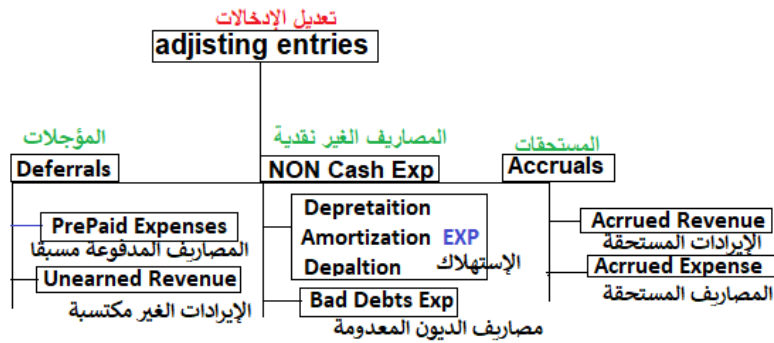 تعديل الإدخالات
adjisting entries
المؤجلات
Deferrals
المصاريف الغير نقدية
NON Cash Exp
المستحقات
Accruals
PrePaid Expenses
المصاريف المدفوعة مسبقا
Unearned Revenue
الإيرادات الغير مكتسبة
Depretaition
Amortization EXP
Depaltion
الإستهلاك
Bad Debts Exp
مصاريف الديون المعدومة
Acrrued Revenue
الإيرادات المستحقة
Acrrued Expense
المصاريف المستحقة